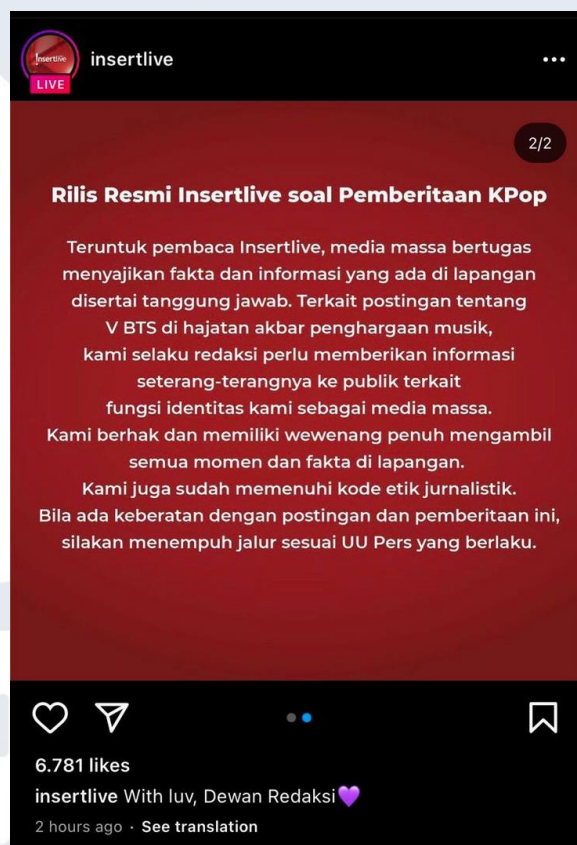 Insertlive
LIVE
insertlive
2/2
Rilis Resmi Insertlive soal Pemberitaan KPop
Teruntuk pembaca Insertlive, media massa bertugas
menyajikan fakta dan informasi yang ada di lapangan
disertai tanggung jawab. Terkait postingan tentang
V BTS di hajatan akbar penghargaan musik,
kami selaku redaksi perlu memberikan informasi
seterang-terangnya ke publik terkait
fungsi identitas kami sebagai media massa.
Kami berhak dan memiliki wewenang penuh mengambil
semua momen dan fakta di lapangan.
Kami juga sudah memenuhi kode etik jurnalistik.
Bila ada keberatan dengan postingan dan pemberitaan ini,
silakan menempuh jalur sesuai UU Pers yang berlaku.
6.781 likes
insertlive With luv, Dewan Redaksi💜
2 hours ago · See translation